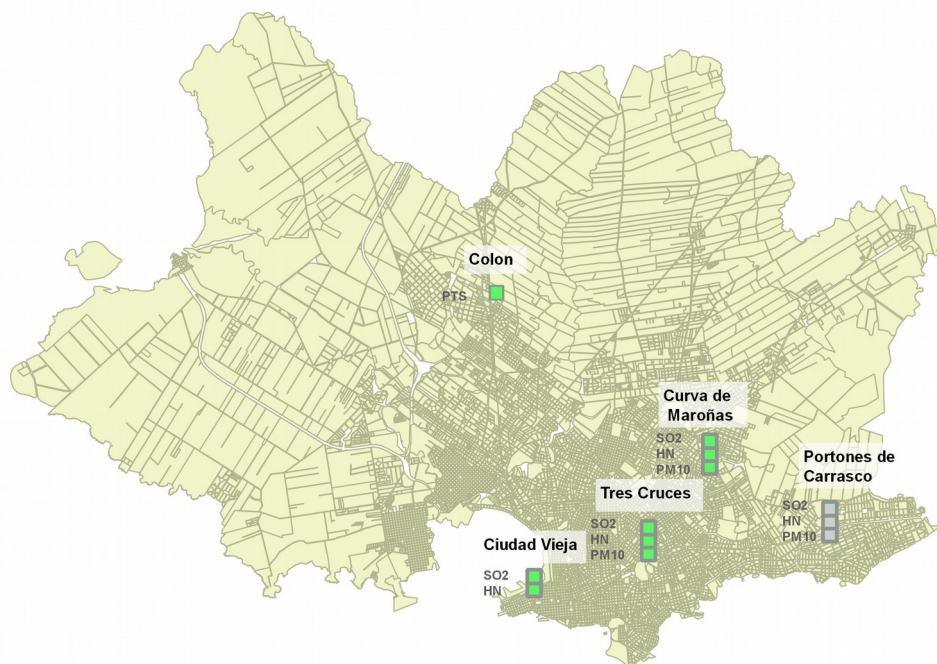 Colon
PTS
Curva de
Maroñas
SO2
HN
PM10
Portones de
Carrasco
SO2
HN
PM10
Tres Cruces
SO2
HN
PM10
Ciudad Vieja
SO2
HN